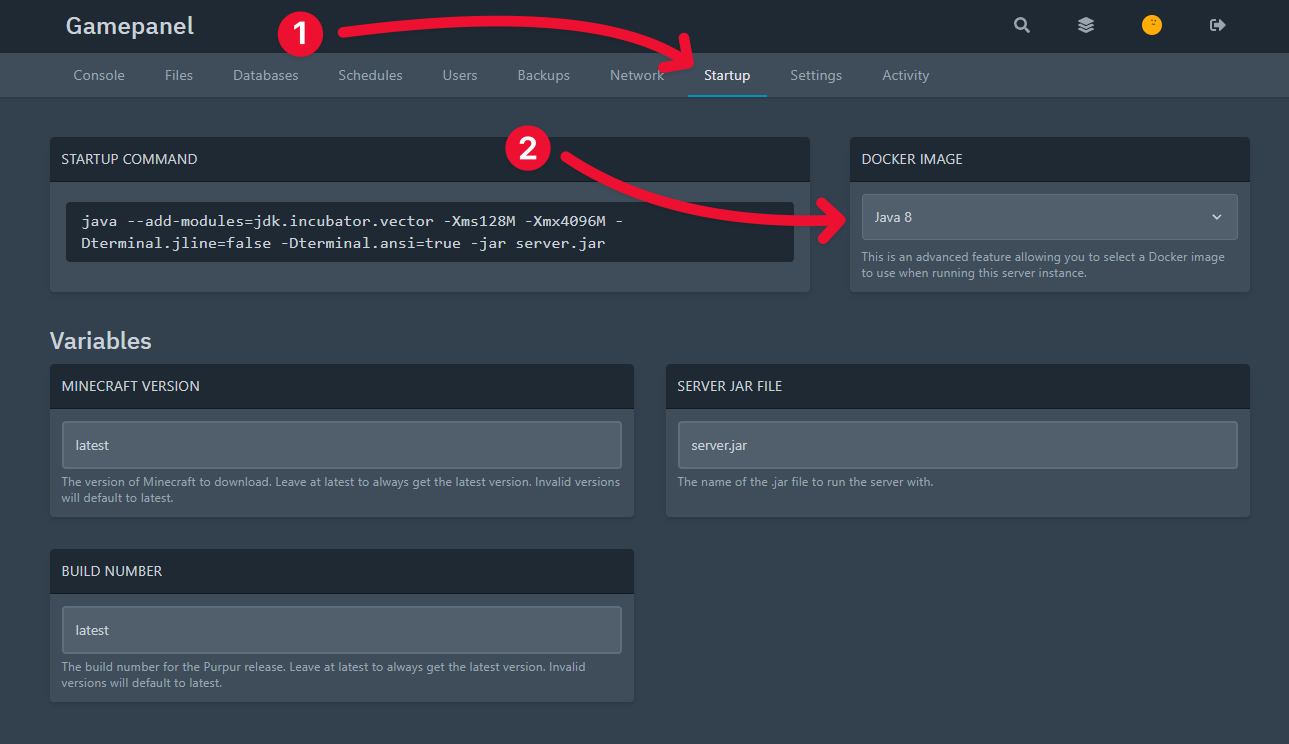 Gamepanel
1
Console Files Databases Schedules Users Backups Network Startup Settings Activity
2
STARTUP COMMAND
java --add-modules=jdk.incubator.vector -Xms128M -Xmx4096M -
Dterminal.jline=false -Dterminal.ansi=true -jar server.jar
DOCKER IMAGE
Java 8
This is an advanced feature allowing you to select a Docker image
to use when running this server instance.
Variables
MINECRAFT VERSION
latest
The version of Minecraft to download. Leave at latest to always get the latest version. Invalid versions
will default to latest.
SERVER JAR FILE
server.jar
The name of the .jar file to run the server with.
BUILD NUMBER
latest
The build number for the Purpur release. Leave at latest to always get the latest version. Invalid
versions will default to latest.